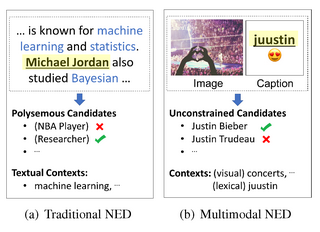 ... is known for machine
learning and statistics.
Michael Jordan also
studied Bayesian ...
Polysemous Candidates
• (NBA Player) ✖
• (Researcher) ✔
• ...
Textual Contexts:
• machine learning, ...
(a) Traditional NED
juustin
😍
Image
Caption
Unconstrained Candidates
• Justin Bieber ✔
• Justin Trudeau ✖
• ...
Contexts: (visual) concerts, ...
(lexical) juustin
(b) Multimodal NED